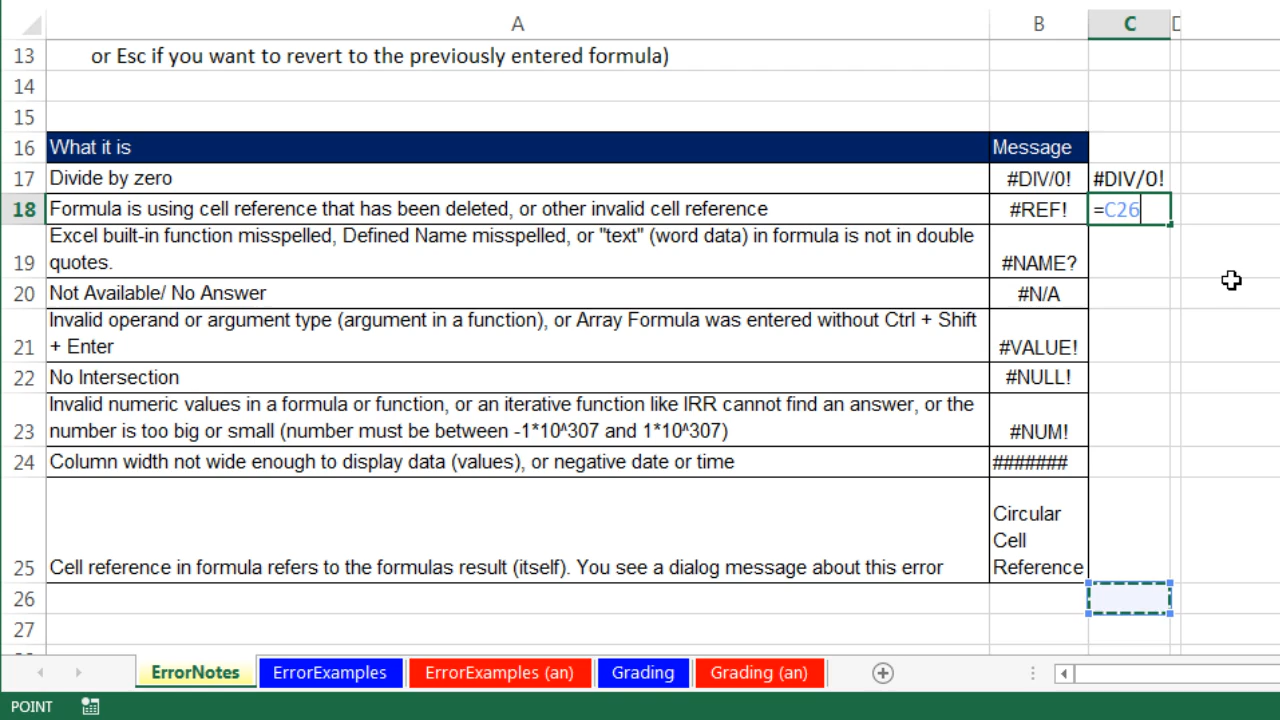 A B C D
13 or Esc if you want to revert to the previously entered formula)
14
15
16 What it is Message
17 Divide by zero #DIV/0! #DIV/0!
18 Formula is using cell reference that has been deleted, or other invalid cell reference #REF! =C26
Excel built-in function misspelled, Defined Name misspelled, or "text" (word data) in formula is not in double
19 quotes. #NAME?
20 Not Available/ No Answer #N/A
Invalid operand or argument type (argument in a function), or Array Formula was entered without Ctrl + Shift
21 + Enter #VALUE!
22 No Intersection #NULL!
Invalid numeric values in a formula or function, or an iterative function like IRR cannot find an answer, or the
23 number is too big or small (number must be between -1*10^307 and 1*10^307) #NUM!
24 Column width not wide enough to display data (values), or negative date or time #######
Circular
Cell
25 Cell reference in formula refers to the formulas result (itself). You see a dialog message about this error Reference
26
27
ErrorNotes ErrorExamples ErrorExamples (an) Grading Grading (an)
POINT